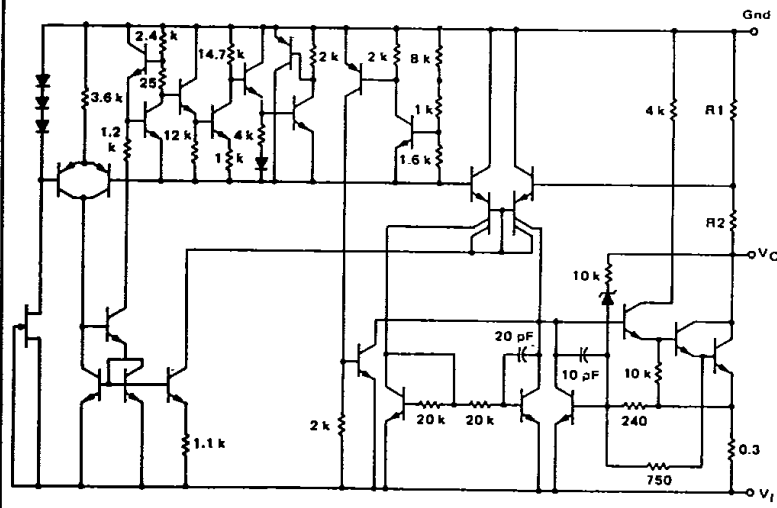 Gnd
2.4 k
14.7 k
2 k
2 k
8 k
25
3.6 k
1 k
4 k
R1
1.2 k
12 k
4 k
1 k
1.6 k
R2
VO
10 k
20 pF
10 pF
10 k
2 k
20 k
20 k
240
1.1 k
0.3
750
VI